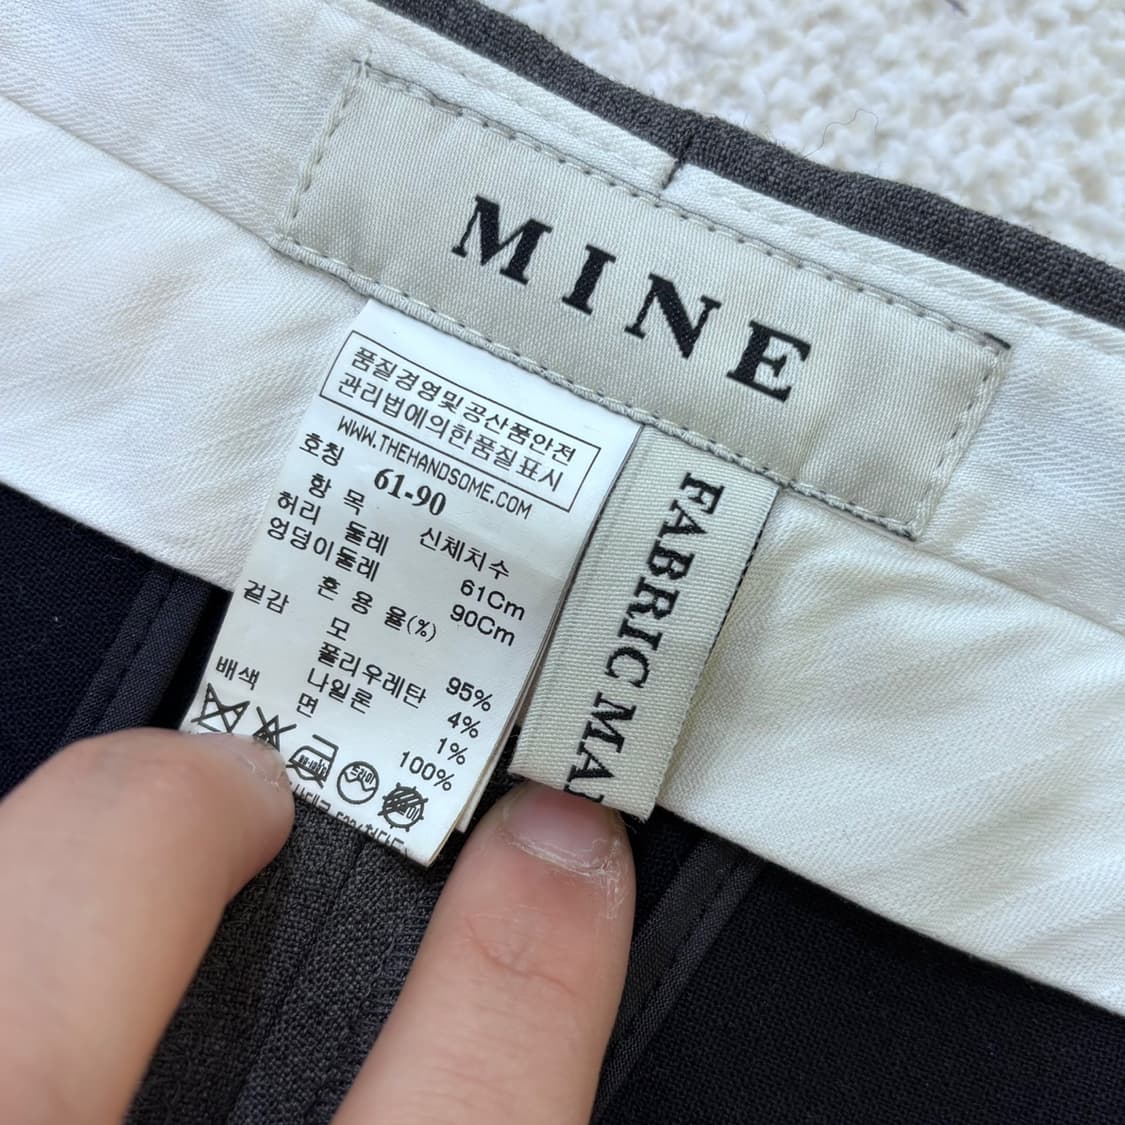 MINE
품질경영및공산품안전
관리법에의한품질표시
WWW.THEHANDSOME.COM
호칭 61-90
항 목 신체치수
허리 둘레 61Cm
엉덩이둘레 90Cm
혼 용 율(%)
겉감 모 95%
폴리우레탄 4%
나일론 1%
배색 면 100%
드라이
FABRIC MA